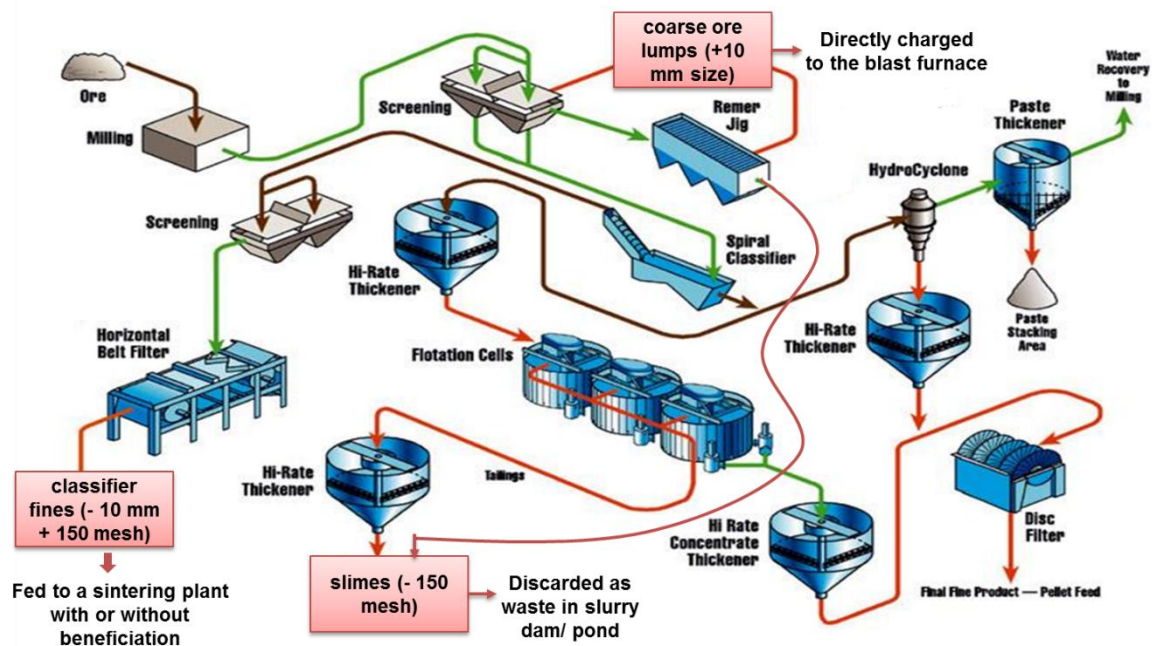 coarse ore
lumps (+10
mm size)
Directly charged
to the blast furnace
Ore
Milling
Screening
Remer
Jig
Water
Recovery
to
Milling
Paste
Thickener
HydroCyclone
Screening
Hi-Rate
Thickener
Spiral
Classifier
Paste
Stacking
Area
Hi-Rate
Thickener
Horizontal
Belt Filter
Flotation Cells
Hi-Rate
Thickener
Tailings
classifier
fines (- 10 mm
+ 150 mesh)
Hi Rate
Concentrate
Thickener
Disc
Filter
slimes (- 150
mesh)
Discarded as
waste in slurry
dam/ pond
Final Fine Product — Pellet Feed
Fed to a sintering plant
with or without
beneficiation